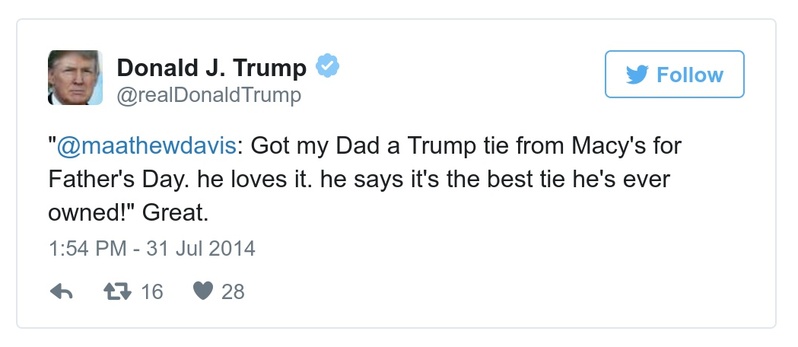 Donald J. Trump
@realDonaldTrump
Follow
"@maathewdavis: Got my Dad a Trump tie from Macy's for
Father's Day. he loves it. he says it's the best tie he's ever
owned!" Great.
1:54 PM - 31 Jul 2014
16 28